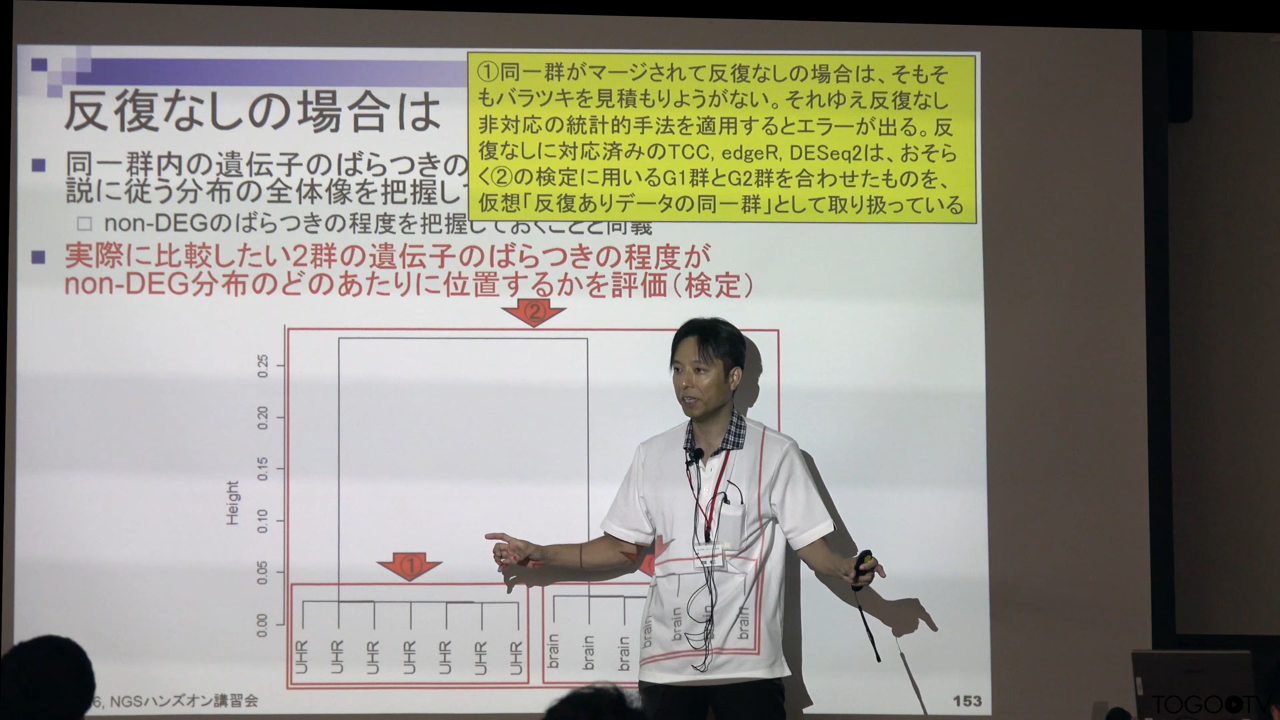 反復なしの場合は
①同一群がマージされて反復なしの場合は、そもそ
もバラツキを見積もりようがない。それゆえ反復なし
非対応の統計的手法を適用するとエラーが出る。反
復なしに対応済みのTCC, edgeR, DESeq2は、おそら
く②の検定に用いるG1群とG2群を合わせたものを、
仮想「反復ありデータの同一群」として取り扱っている
同一群内の遺伝子のばらつきの
説に従う分布の全体像を把握し
non-DEGのばらつきの程度を把握しておくことと同義
実際に比較したい2群の遺伝子のばらつきの程度が
non-DEG分布のどのあたりに位置するかを評価(検定)
②
Height
0.25
0.20
0.15
0.10
0.05
0.00
①
UHR
UHR
UHR
UHR
UHR
UHR
UHR
brain
brain
brain
brain
brain
brain
6, NGSハンズオン講習会
153
TOGOTV